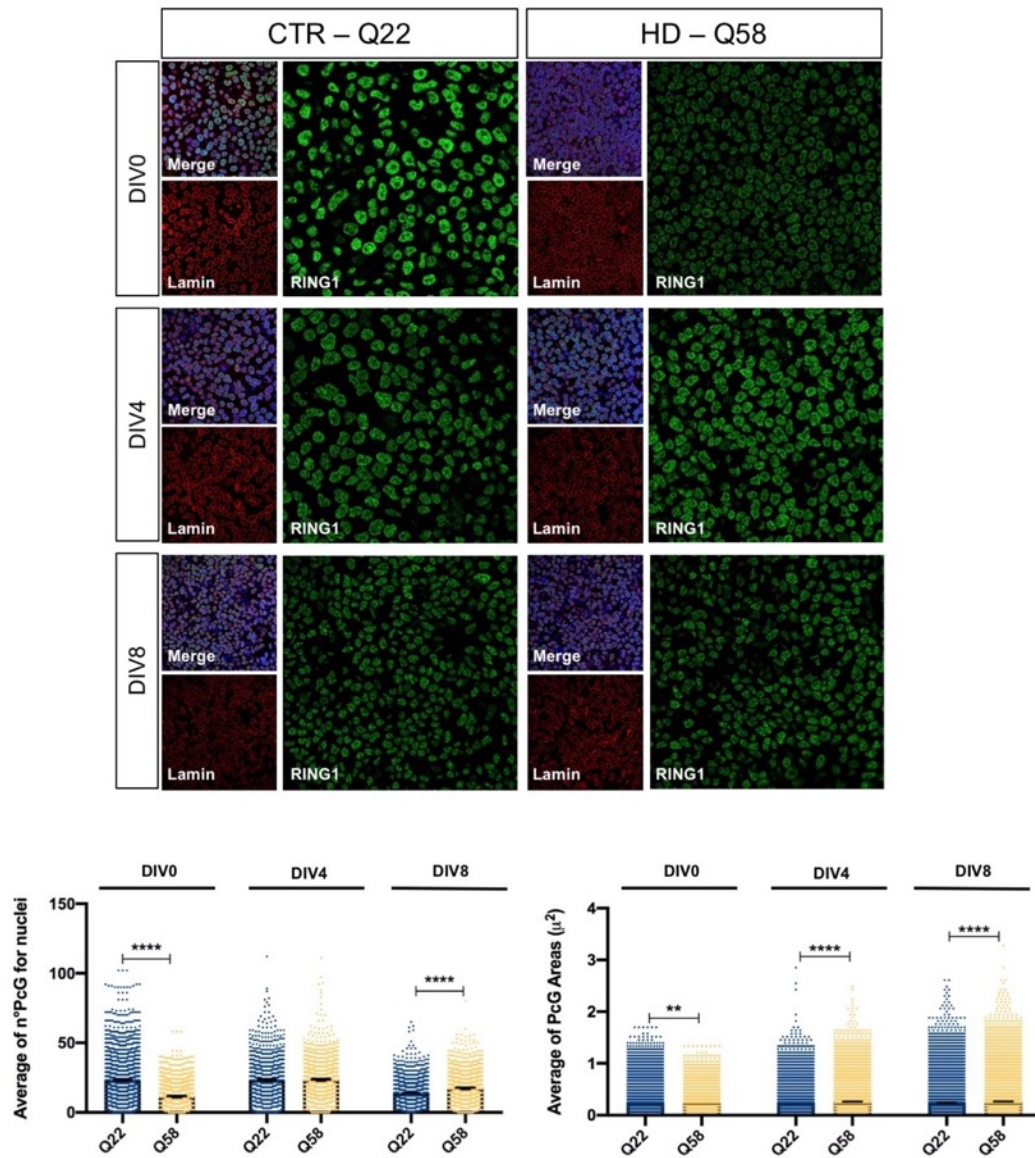 CTR – Q22
HD – Q58
DIV0
Merge
Lamin
RING1
Merge
Lamin
RING1
DIV4
Merge
Lamin
RING1
Merge
Lamin
RING1
DIV8
Merge
Lamin
RING1
Merge
Lamin
RING1
Average of n°PcG for nuclei
DIV0
DIV4
DIV8
150
100
50
0
****
****
Q22
Q58
Q22
Q58
Q22
Q58
Average of PcG Areas (μ²)
DIV0
DIV4
DIV8
4
3
2
1
0
**
****
****
Q22
Q58
Q22
Q58
Q22
Q58